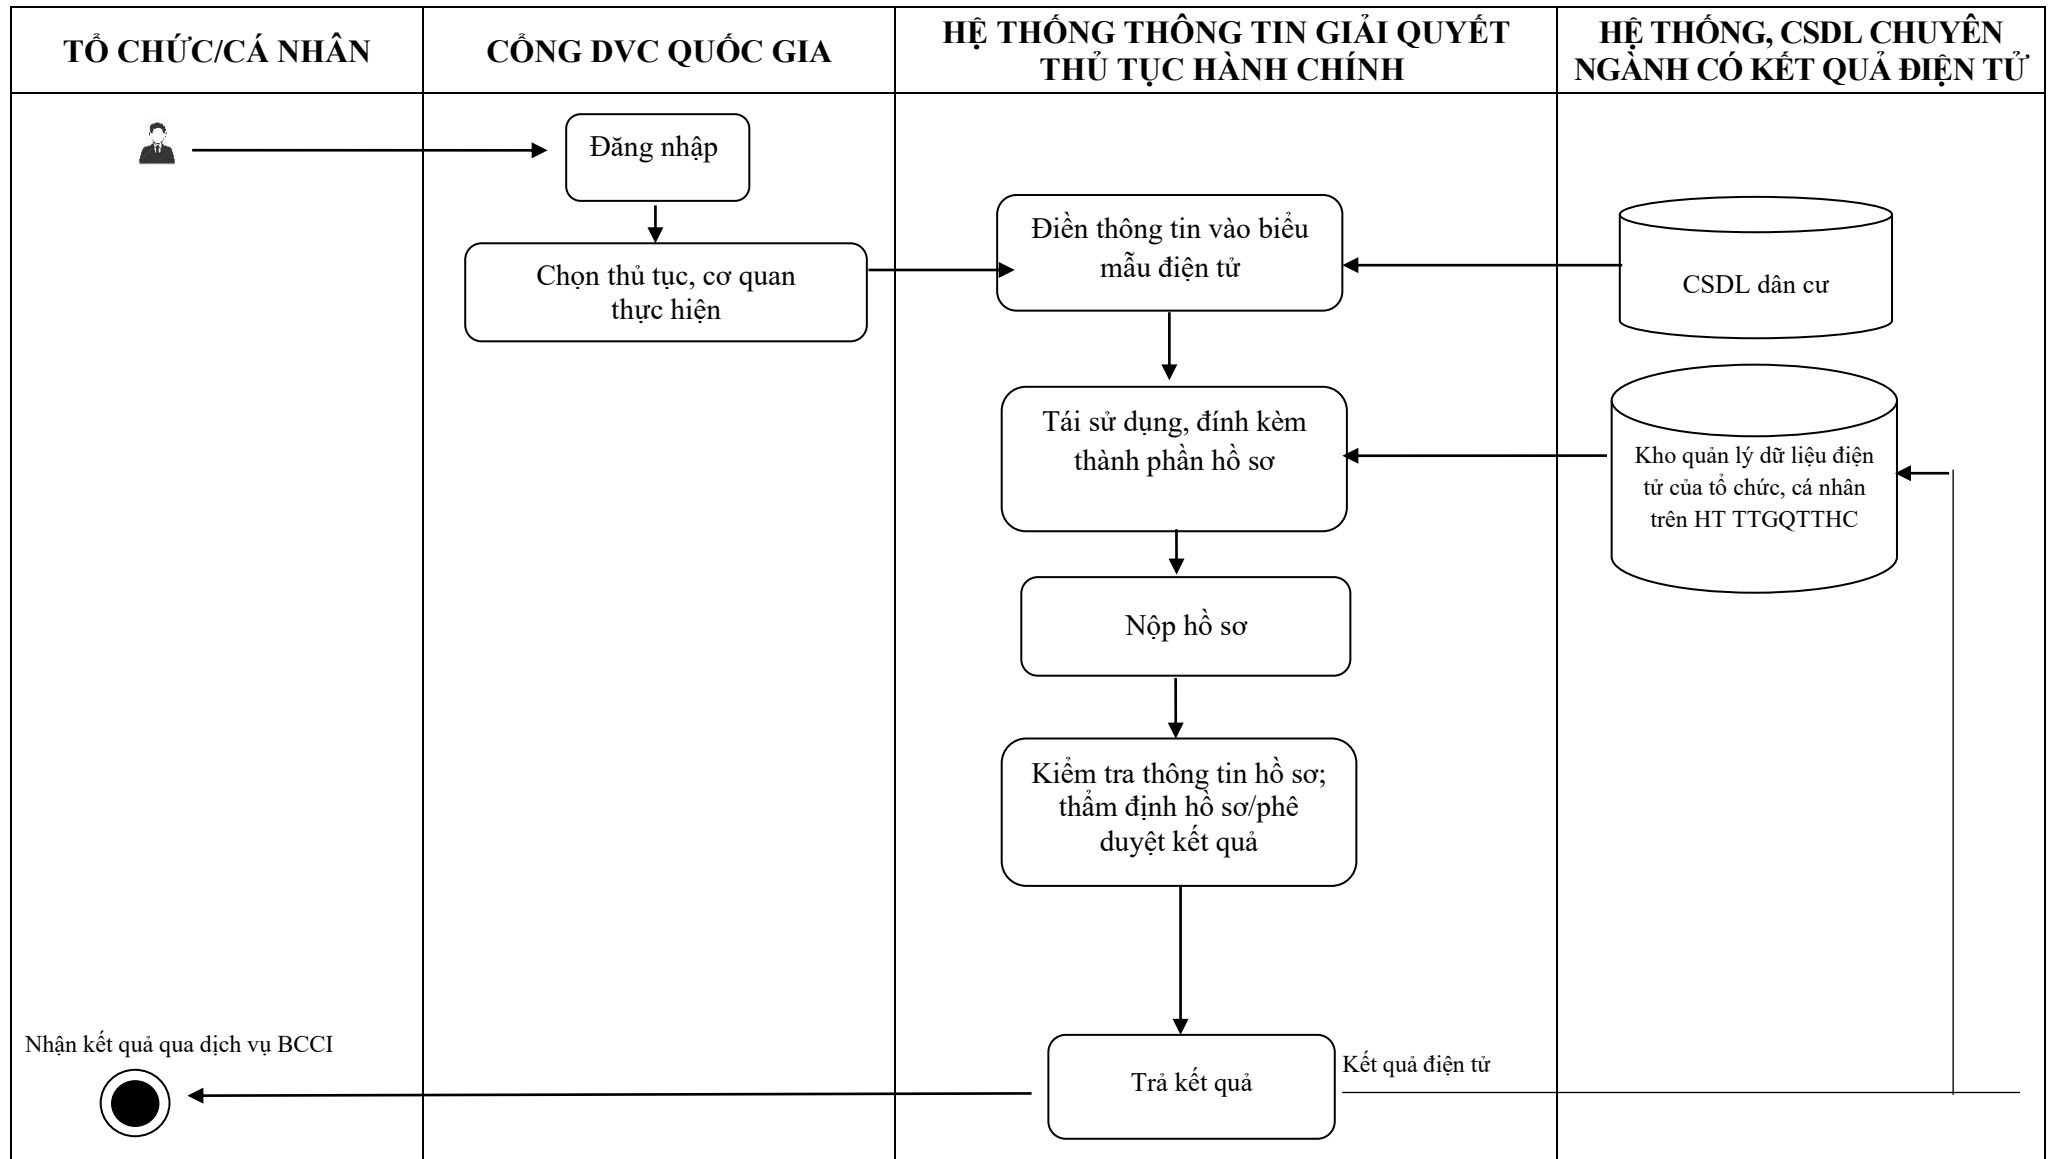 TỔ CHỨC/CÁ NHÂN
CỔNG DVC QUỐC GIA
HỆ THỐNG THÔNG TIN GIẢI QUYẾT
THỦ TỤC HÀNH CHÍNH
HỆ THỐNG, CSDL CHUYÊN
NGÀNH CÓ KẾT QUẢ ĐIỆN TỬ
Đăng nhập
Chọn thủ tục, cơ quan
thực hiện
Điền thông tin vào biểu
mẫu điện tử
CSDL dân cư
Tái sử dụng, đính kèm
thành phần hồ sơ
Kho quản lý dữ liệu điện
tử của tổ chức, cá nhân
trên HT TTGQTTHC
Nộp hồ sơ
Kiểm tra thông tin hồ sơ;
thẩm định hồ sơ/phê
duyệt kết quả
Nhận kết quả qua dịch vụ BCCI
Trả kết quả
Kết quả điện tử